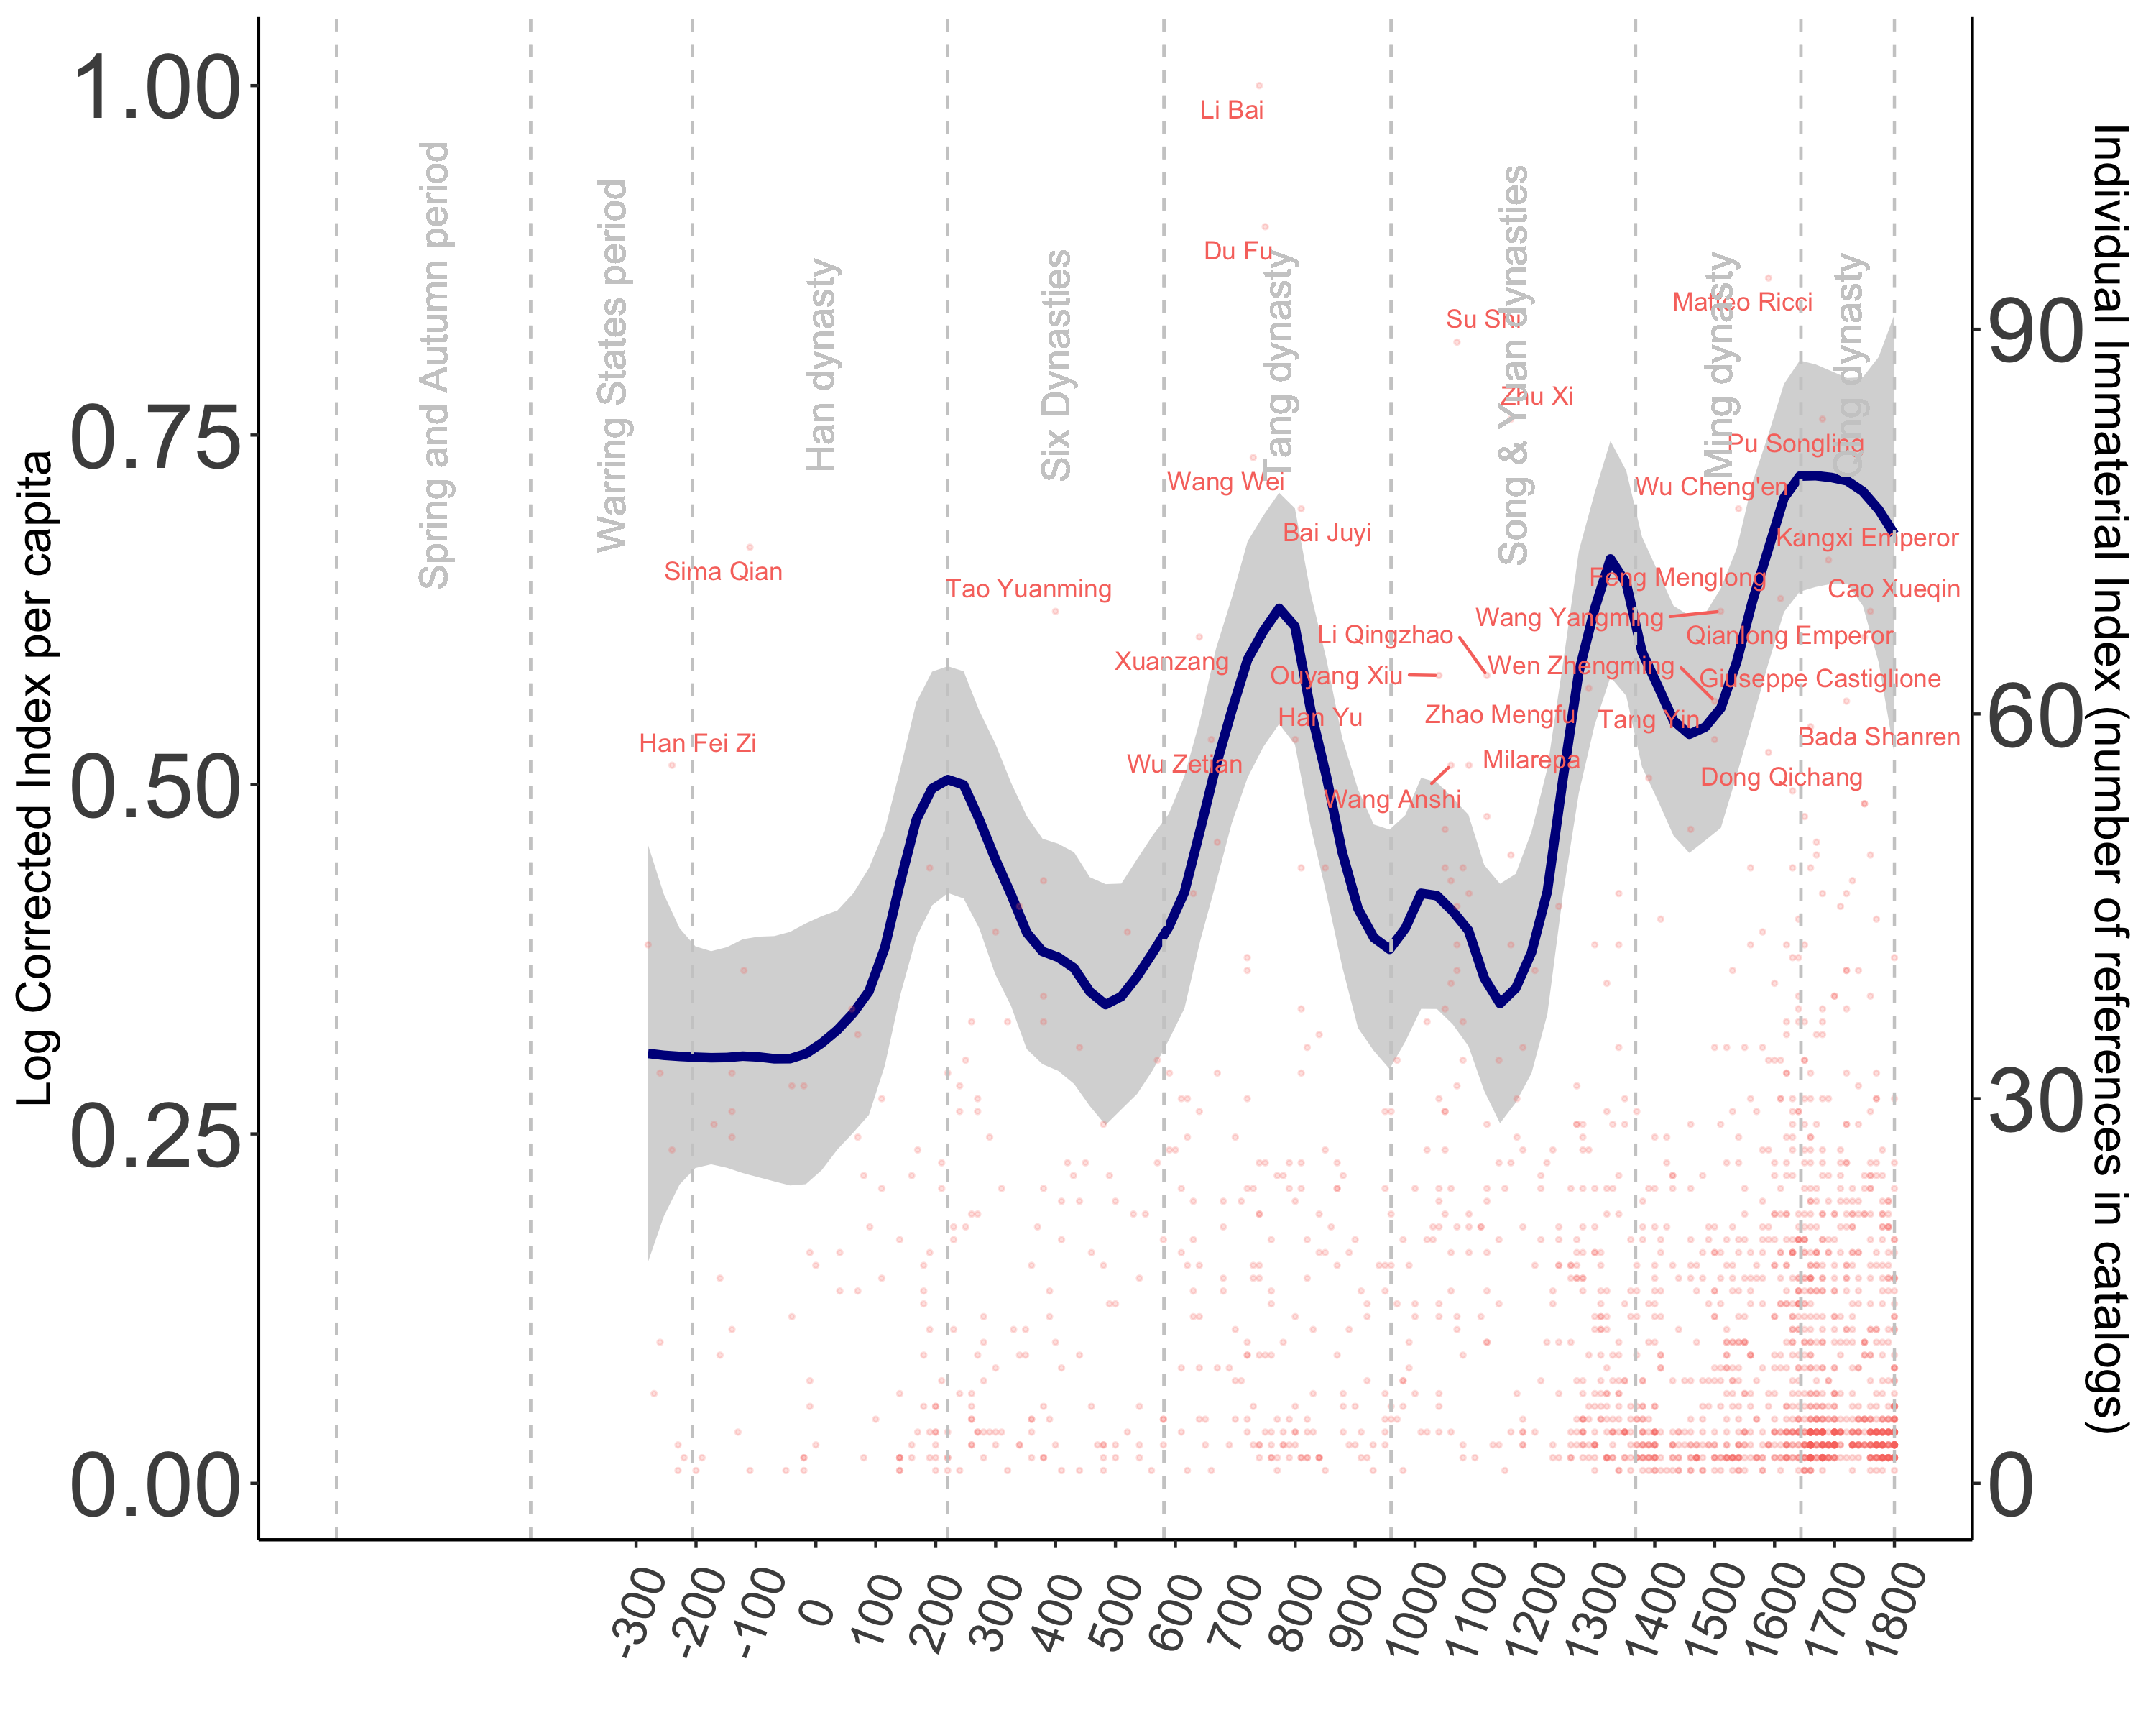 1.00
0.75
0.50
0.25
0.00
Log Corrected Index per capita
Spring and Autumn period
Warring States period
Han dynasty
Six Dynasties
Tang dynasty
Song & Yuan dynasties
Ming dynasty
Qing dynasty
Li Bai
Du Fu
Matteo Ricci
Su Shi
Zhu Xi
Pu Songling
Wang Wei
Wu Cheng'en
Bai Juyi
Kangxi Emperor
Sima Qian
Feng Menglong
Tao Yuanming
Cao Xueqin
Wang Yangming
Li Qingzhao
Qianlong Emperor
Xuanzang
Wen Zhengming
Ouyang Xiu
Giuseppe Castiglione
Han Yu
Zhao Mengfu
Tang Yin
Han Fei Zi
Bada Shanren
Wu Zetian
Milarepa
Dong Qichang
Wang Anshi
90
60
30
0
Individual Immaterial Index (number of references in catalogs)
-300
-200
-100
0
100
200
300
400
500
600
700
800
900
1000
1100
1200
1300
1400
1500
1600
1700
1800